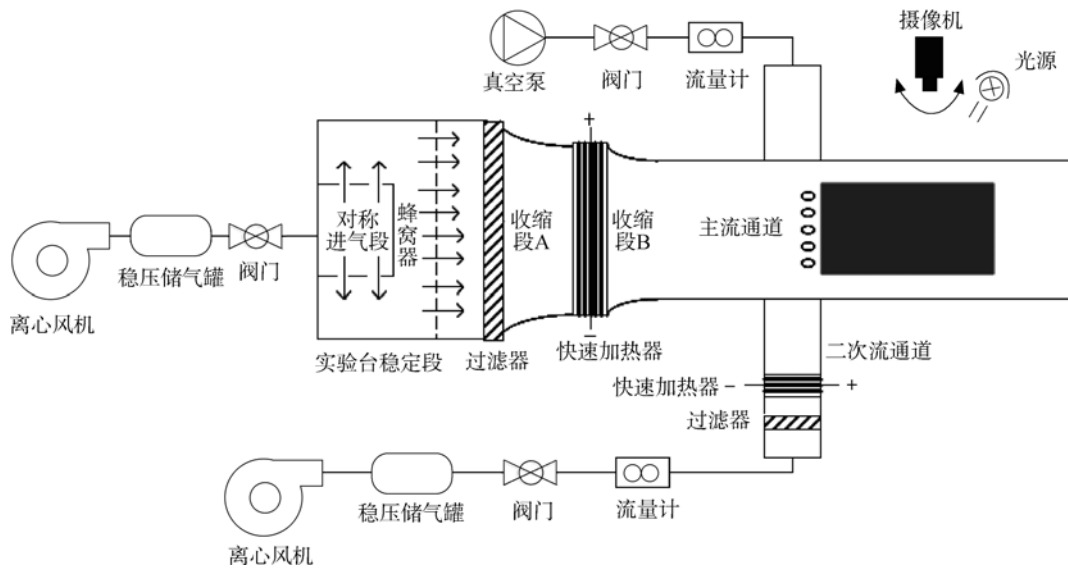 摄像机
光源
真空泵
阀门
流量计
+
对称
进气段
蜂
窝
器
收缩
段A
收缩
段B
主流通道
稳压储气罐
阀门
离心风机
实验台稳定段
过滤器
−
快速加热器
二次流通道
快速加热器 − +
过滤器
稳压储气罐
阀门
流量计
离心风机